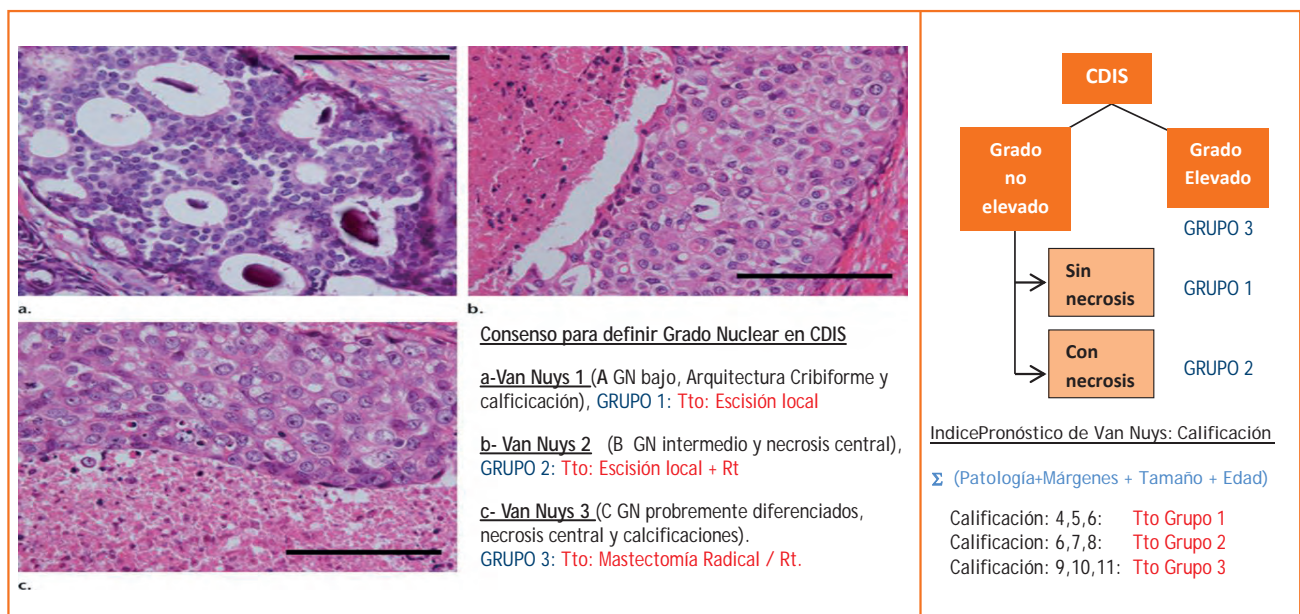 a.
b.
c.
Consenso para definir Grado Nuclear en CDIS
a-Van Nuys 1 (A GN bajo, Arquitectura Cribiforme y
calficicación), GRUPO 1: Tto: Escisión local
b- Van Nuys 2 (B GN intermedio y necrosis central),
GRUPO 2: Tto: Escisión local + Rt
c- Van Nuys 3 (C GN probremente diferenciados,
necrosis central y calcificaciones).
GRUPO 3: Tto: Mastectomía Radical / Rt.
CDIS
Grado
no
elevado
Grado
Elevado
GRUPO 3
Sin
necrosis
GRUPO 1
Con
necrosis
GRUPO 2
IndicePronóstico de Van Nuys: Calificación
Σ (Patología+Márgenes + Tamaño + Edad)
Calificación: 4,5,6: Tto Grupo 1
Calificacion: 6,7,8: Tto Grupo 2
Calificación: 9,10,11: Tto Grupo 3